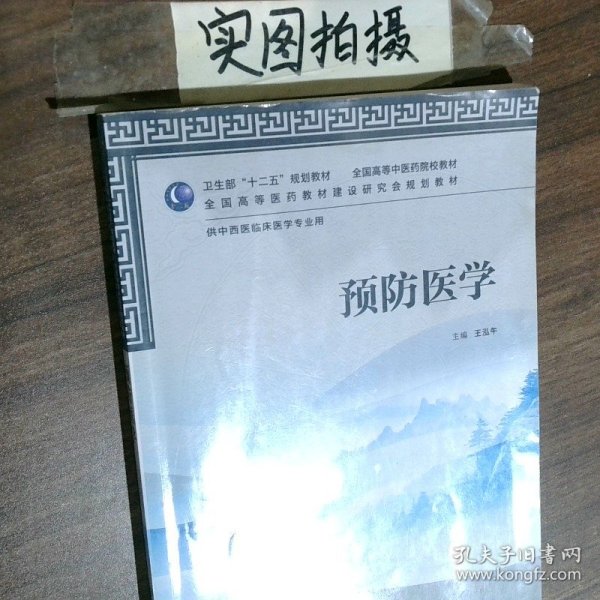 实图拍摄
卫生部“十二五”规划教材 全国高等中医药院校教材
全国高等医药教材建设研究会规划教材
供中西医临床医学专业用
预防医学
主编 王泓午
孔夫子旧书网
www.kongfz.com